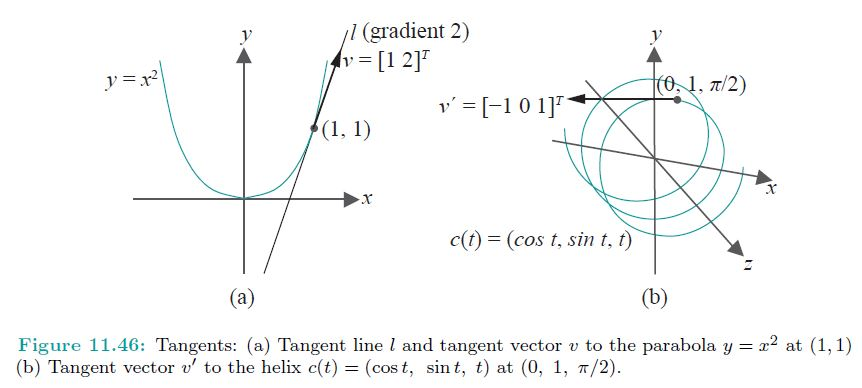 y
l (gradient 2)
v = [1 2]ᵀ
y = x²
(1, 1)
x
(a)
y
(0, 1, π/2)
v′ = [−1 0 1]ᵀ
x
c(t) = (cos t, sin t, t)
z
(b)
Figure 11.46: Tangents: (a) Tangent line l and tangent vector v to the parabola y = x² at (1, 1)
(b) Tangent vector v′ to the helix c(t) = (cos t, sin t, t) at (0, 1, π/2).